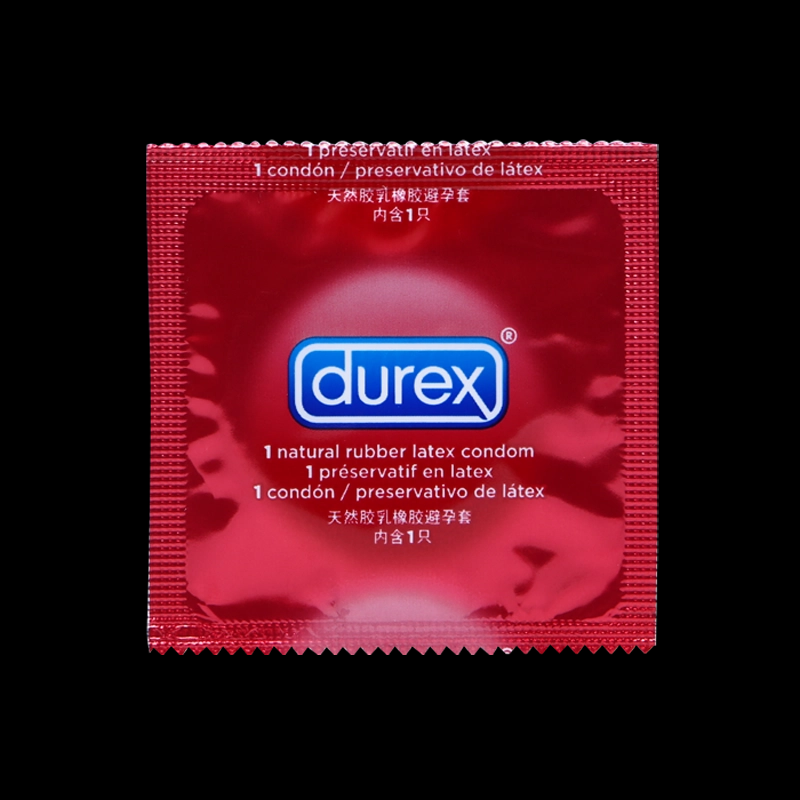 1 préservatif en latex
1 condón / preservativo de látex
天然胶乳橡胶避孕套
内含1只
durex®
1 natural rubber latex condom
1 préservatif en latex
1 condón / preservativo de látex
天然胶乳橡胶避孕套
内含1只